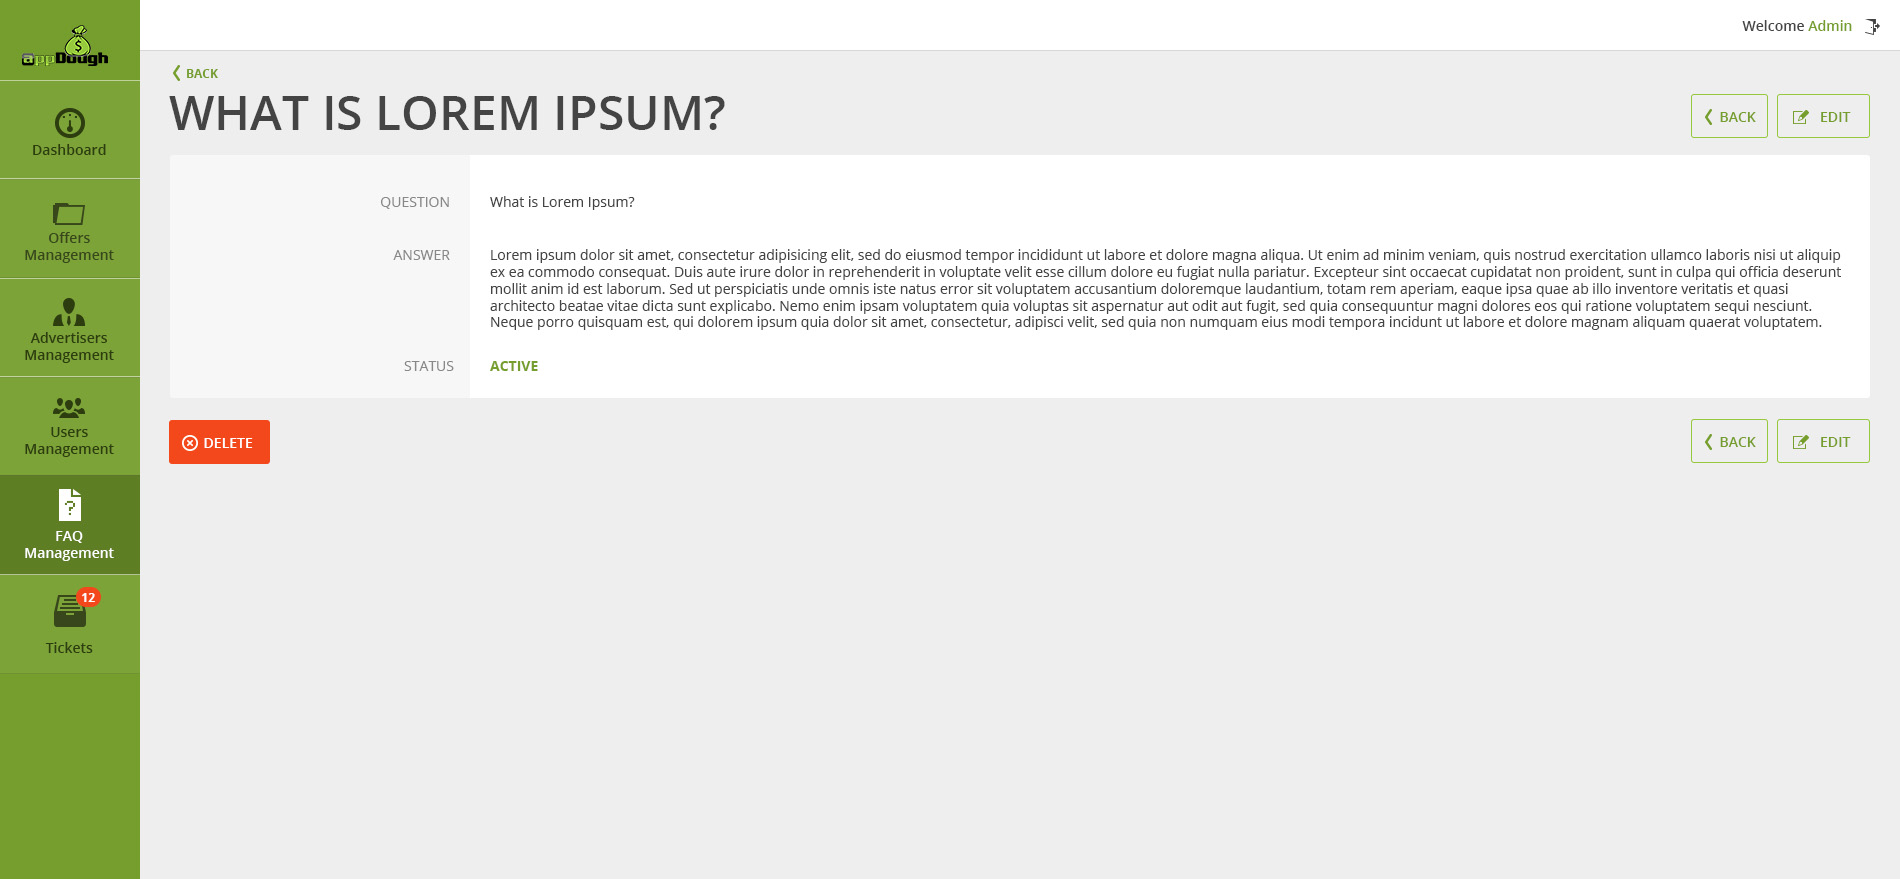 appDough
Welcome Admin
BACK
WHAT IS LOREM IPSUM?
BACK
EDIT
Dashboard
Offers
Management
Advertisers
Management
Users
Management
FAQ
Management
12
Tickets
QUESTION
What is Lorem Ipsum?
ANSWER
Lorem ipsum dolor sit amet, consectetur adipisicing elit, sed do eiusmod tempor incididunt ut labore et dolore magna aliqua. Ut enim ad minim veniam, quis nostrud exercitation ullamco laboris nisi ut aliquip
ex ea commodo consequat. Duis aute irure dolor in reprehenderit in voluptate velit esse cillum dolore eu fugiat nulla pariatur. Excepteur sint occaecat cupidatat non proident, sunt in culpa qui officia deserunt
mollit anim id est laborum. Sed ut perspiciatis unde omnis iste natus error sit voluptatem accusantium doloremque laudantium, totam rem aperiam, eaque ipsa quae ab illo inventore veritatis et quasi
architecto beatae vitae dicta sunt explicabo. Nemo enim ipsam voluptatem quia voluptas sit aspernatur aut odit aut fugit, sed quia consequuntur magni dolores eos qui ratione voluptatem sequi nesciunt.
Neque porro quisquam est, qui dolorem ipsum quia dolor sit amet, consectetur, adipisci velit, sed quia non numquam eius modi tempora incidunt ut labore et dolore magnam aliquam quaerat voluptatem.
STATUS
ACTIVE
DELETE
BACK
EDIT